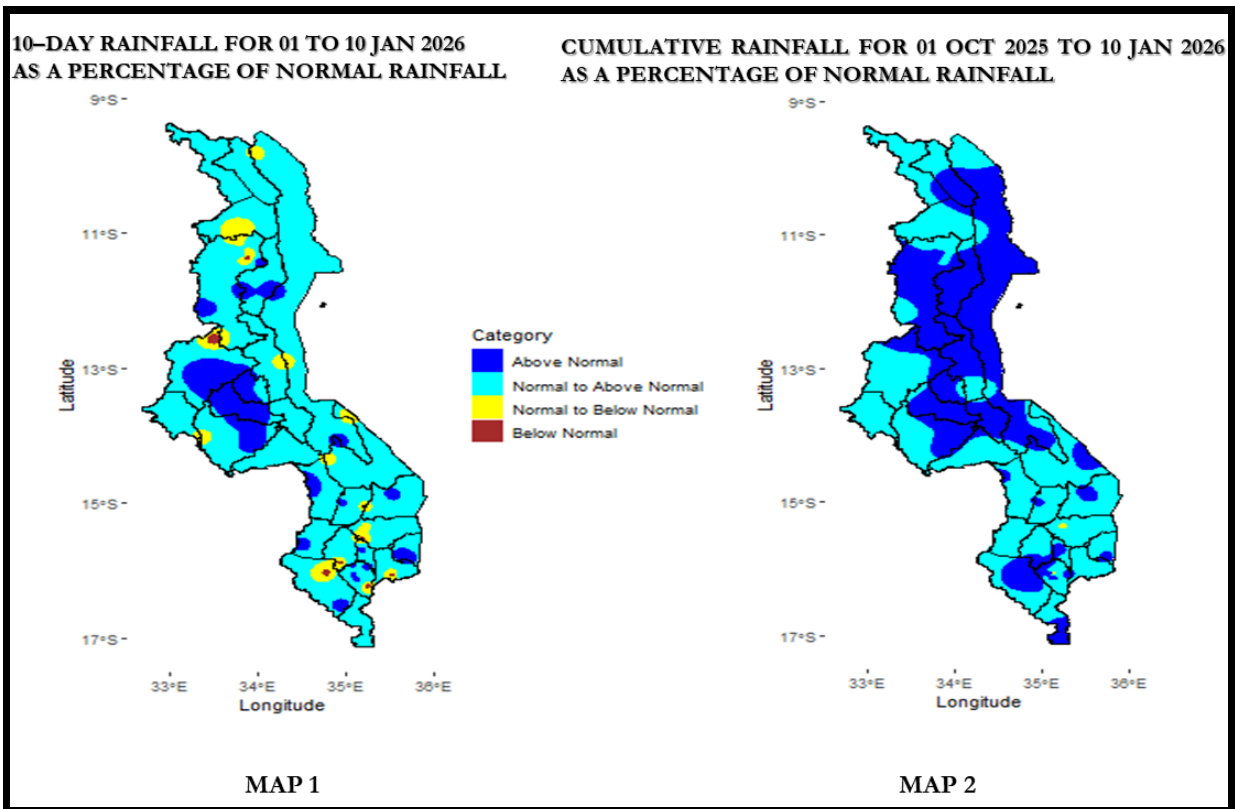 10–DAY RAINFALL FOR 01 TO 10 JAN 2026
AS A PERCENTAGE OF NORMAL RAINFALL
CUMULATIVE RAINFALL FOR 01 OCT 2025 TO 10 JAN 2026
AS A PERCENTAGE OF NORMAL RAINFALL
9°S
11°S
13°S
15°S
17°S
Latitude
33°E 34°E 35°E 36°E
Longitude
Category
Above Normal
Normal to Above Normal
Normal to Below Normal
Below Normal
9°S
11°S
13°S
15°S
17°S
Latitude
33°E 34°E 35°E 36°E
Longitude
MAP 1
MAP 2